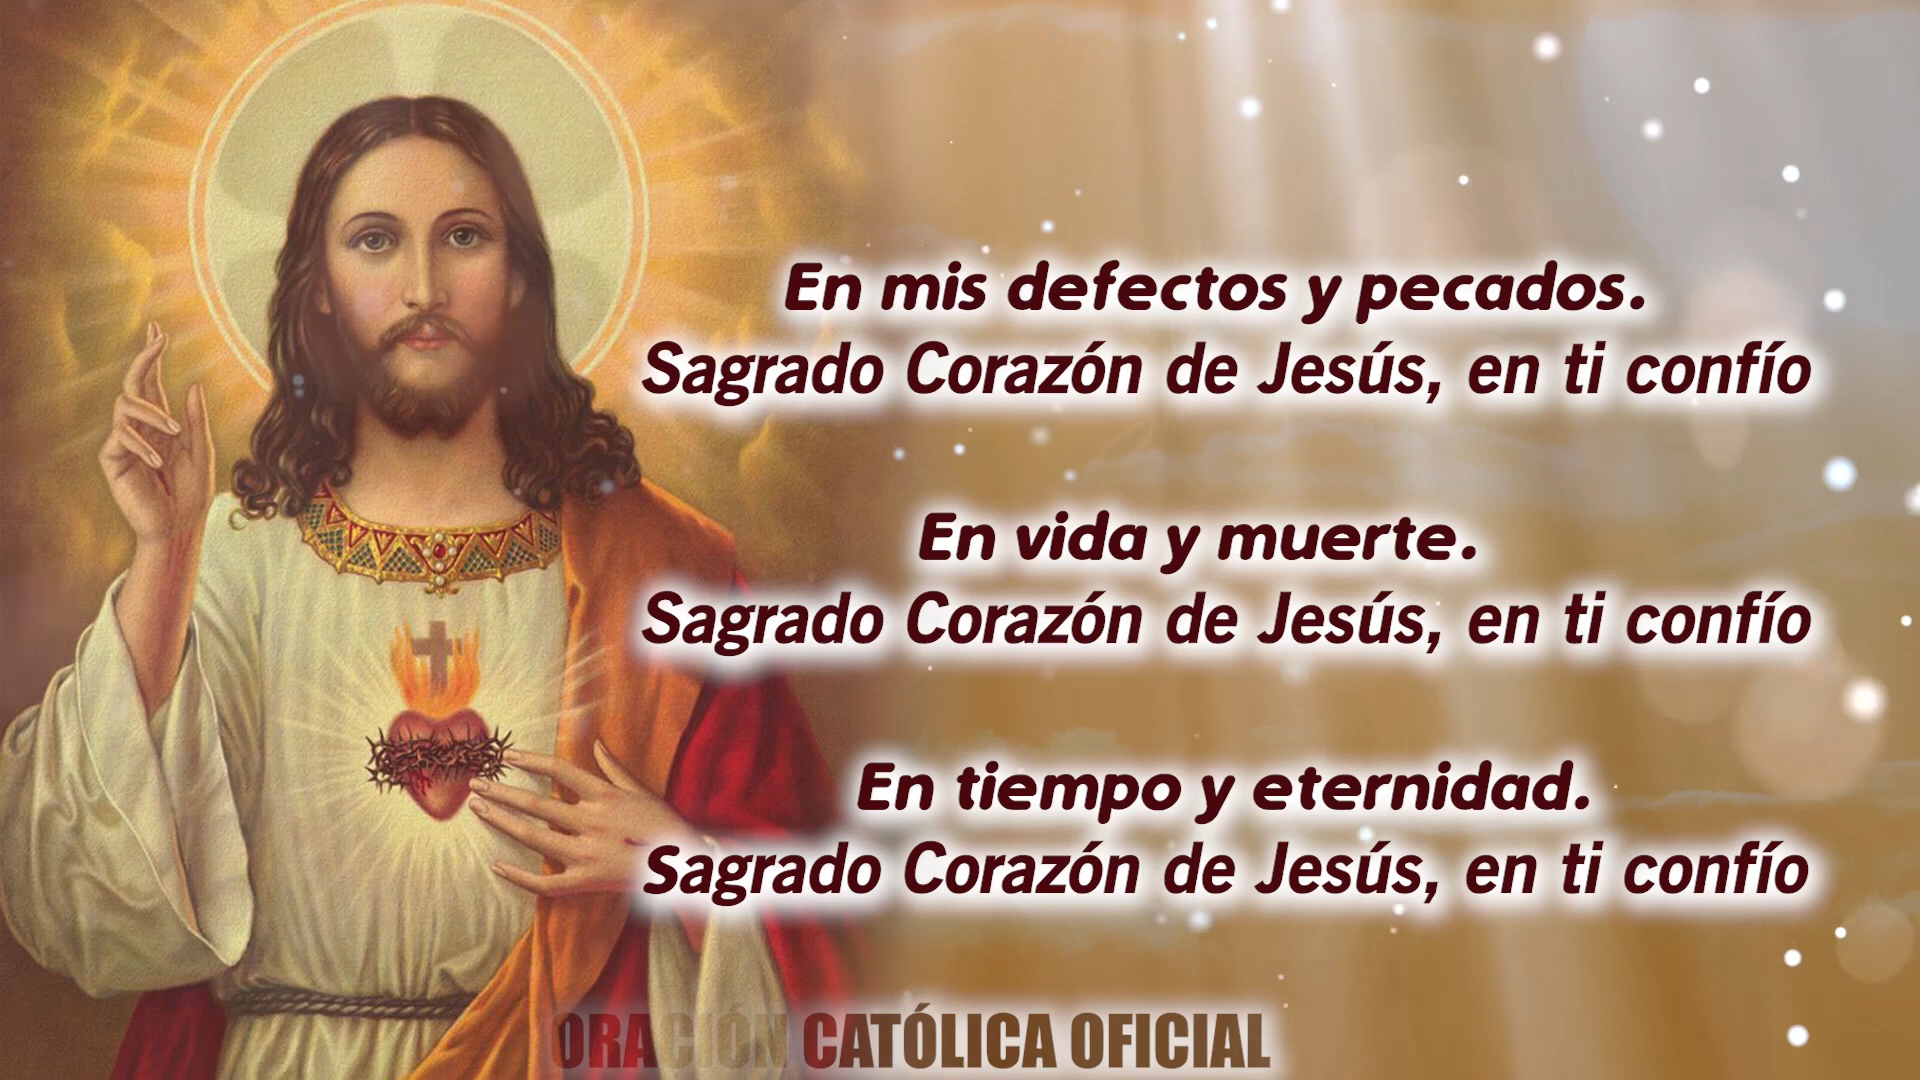 En mis defectos y pecados.
Sagrado Corazón de Jesús, en ti confío
En vida y muerte.
Sagrado Corazón de Jesús, en ti confío
En tiempo y eternidad.
Sagrado Corazón de Jesús, en ti confío
ORACIÓN CATÓLICA OFICIAL